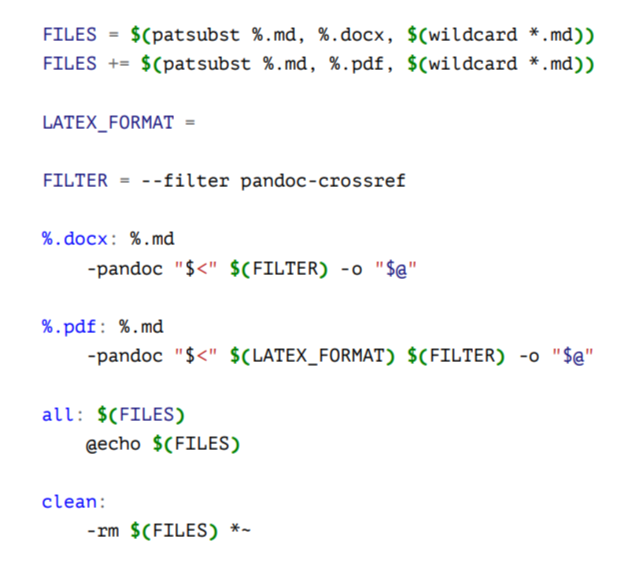 FILES = $(patsubst %.md, %.docx, $(wildcard *.md))
FILES += $(patsubst %.md, %.pdf, $(wildcard *.md))
LATEX_FORMAT =
FILTER = --filter pandoc-crossref
%.docx: %.md
-pandoc "$<" $(FILTER) -o "$@"
%.pdf: %.md
-pandoc "$<" $(LATEX_FORMAT) $(FILTER) -o "$@"
all: $(FILES)
@echo $(FILES)
clean:
-rm $(FILES) *~